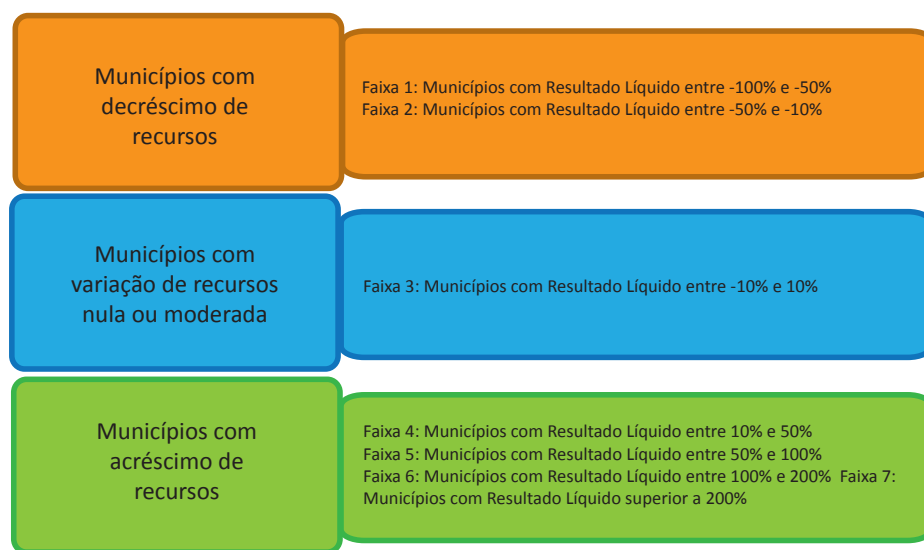 Municípios com
decréscimo de
recursos
Faixa 1: Municípios com Resultado Líquido entre -100% e -50%
Faixa 2: Municípios com Resultado Líquido entre -50% e -10%
Municípios com
variação de recursos
nula ou moderada
Faixa 3: Municípios com Resultado Líquido entre -10% e 10%
Municípios com
acréscimo de
recursos
Faixa 4: Municípios com Resultado Líquido entre 10% e 50%
Faixa 5: Municípios com Resultado Líquido entre 50% e 100%
Faixa 6: Municípios com Resultado Líquido entre 100% e 200% Faixa 7:
Municípios com Resultado Líquido superior a 200%